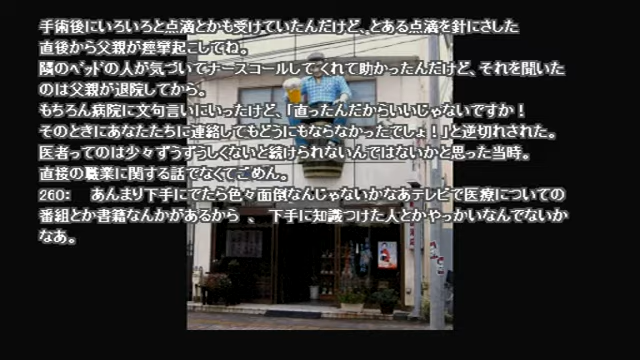 手術後にいろいろと点滴とかも受けていたんだけど、とある点滴を針にさした
直後から父親が痙攣起こしてね。
隣のﾍﾞｯﾄﾞの人が気づいてナースコールしてくれて助かったんだけど、それを聞いた
のは父親が退院してから。
もちろん病院に文句言いにいったけど、「直ったんだからいいじゃないですか！
そのときにあなたたちに連絡してもどうにもならなかったでしょ！」と逆切れされた。
医者ってのは少々ずうずうしくないと続けられないんではないかと思った当時。
直接の職業に関する話でなくてごめん。
260:　あんまり下手にでたら色々面倒なんじゃないかなあテレビで医療についての
番組とか書籍なんかがあるから 、 下手に知識つけた人とかやっかいなんでないか
なあ。